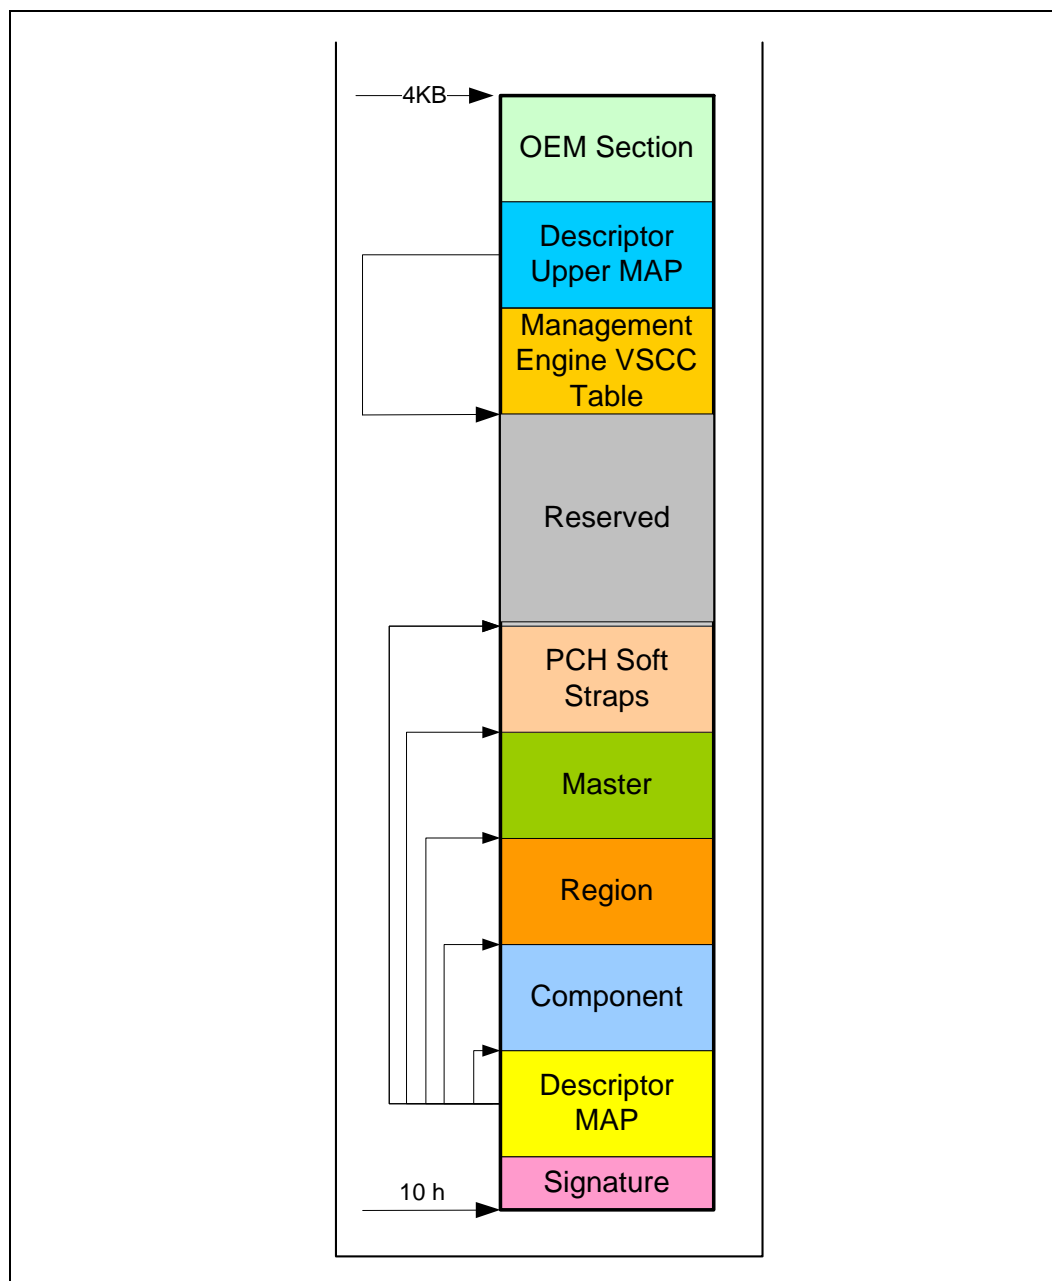 4KB
OEM Section
Descriptor
Upper MAP
Management
Engine VSCC
Table
Reserved
PCH Soft
Straps
Master
Region
Component
Descriptor
MAP
Signature
10 h